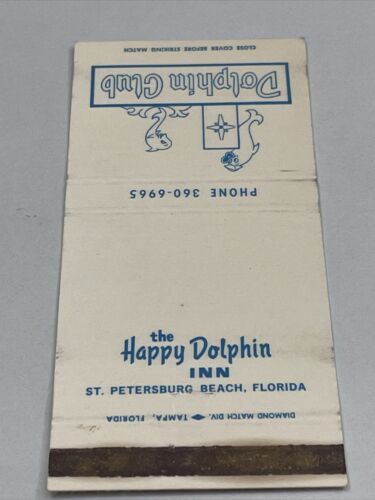 CLOSE COVER BEFORE STRIKING MATCH
Dolphin Club
PHONE 360-6965
the
Happy Dolphin
INN
ST. PETERSBURG BEACH, FLORIDA
DIAMOND MATCH DIV. TAMPA, FLORIDA